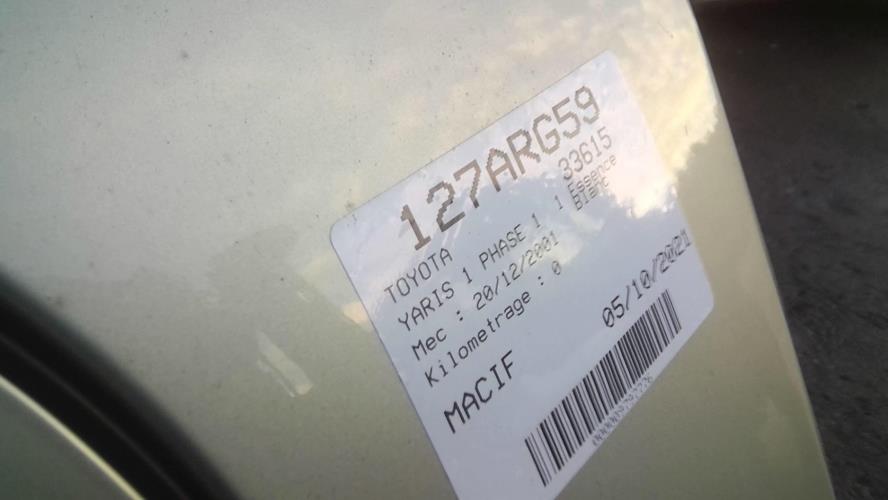 127ARG59
TOYOTA 33615
YARIS 1 PHASE 1 1 Essence
Mec : 20/12/2001 Blanc
Kilometrage : 0
MACIF 05/10/2021